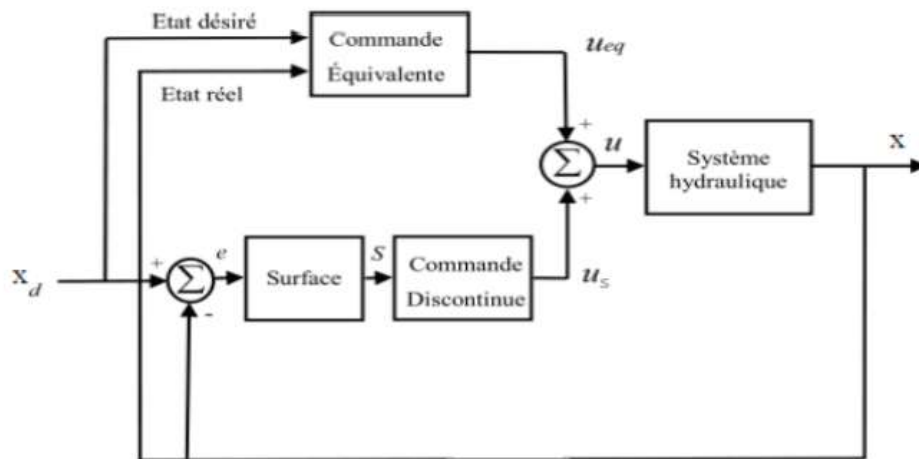 Etat désiré
Commande
Équivalente
Etat réel
u_eq
+
Σ
u
Système
hydraulique
x
+
x_d
+
Σ
e
Surface
S
Commande
Discontinue
u_s
-